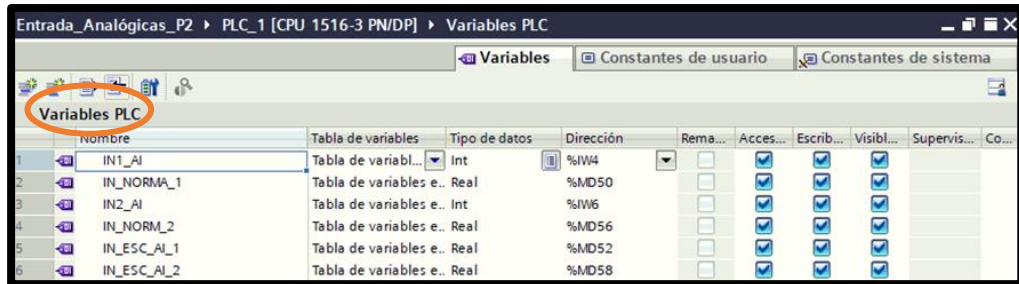 Entrada_Analógicas_P2 ▸ PLC_1 [CPU 1516-3 PN/DP] ▸ Variables PLC
Variables Constantes de usuario Constantes de sistema
Variables PLC
Nombre Tabla de variables Tipo de datos Dirección Rema... Acces... Escrib... Visibl... Supervis... Co...
1 IN1_AI Tabla de variabl... Int %IW4
2 IN_NORMA_1 Tabla de variables e.. Real %MD50
3 IN2_AI Tabla de variables e.. Int %IW6
4 IN_NORM_2 Tabla de variables e.. Real %MD56
5 IN_ESC_AI_1 Tabla de variables e.. Real %MD52
6 IN_ESC_AI_2 Tabla de variables e.. Real %MD58